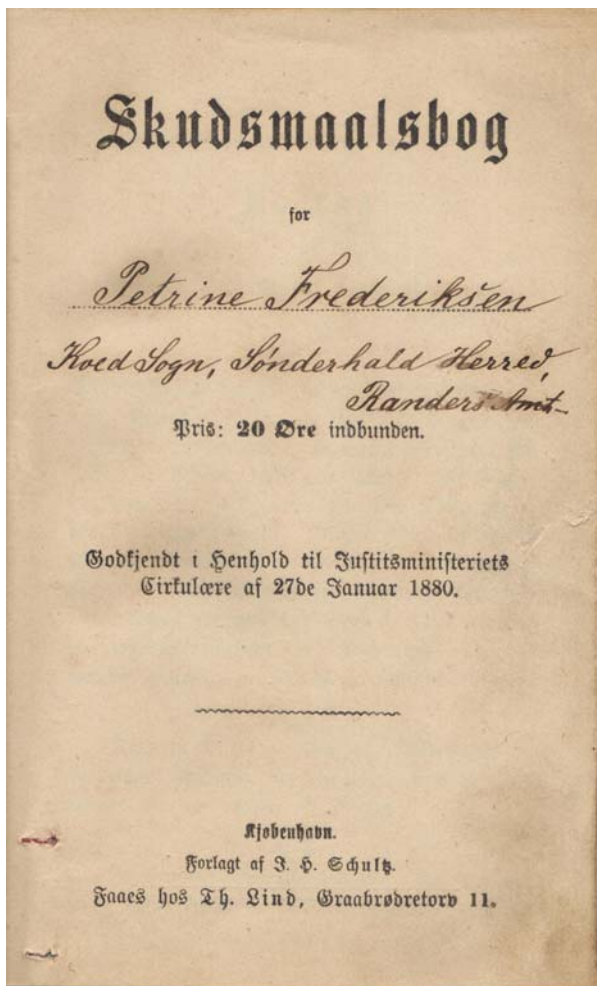 Skudsmaalsbog
for
Petrine Frederiksen
Koed Sogn, Sønderhald Herred,
Randers Amt
Pris: 20 Øre indbunden.
Godkjendt i Henhold til Justitsministeriets
Cirkulære af 27de Januar 1880.
Kjøbenhavn.
Forlagt af J. H. Schultz.
Faaes hos Th. Lind, Graabrødretorv 11.